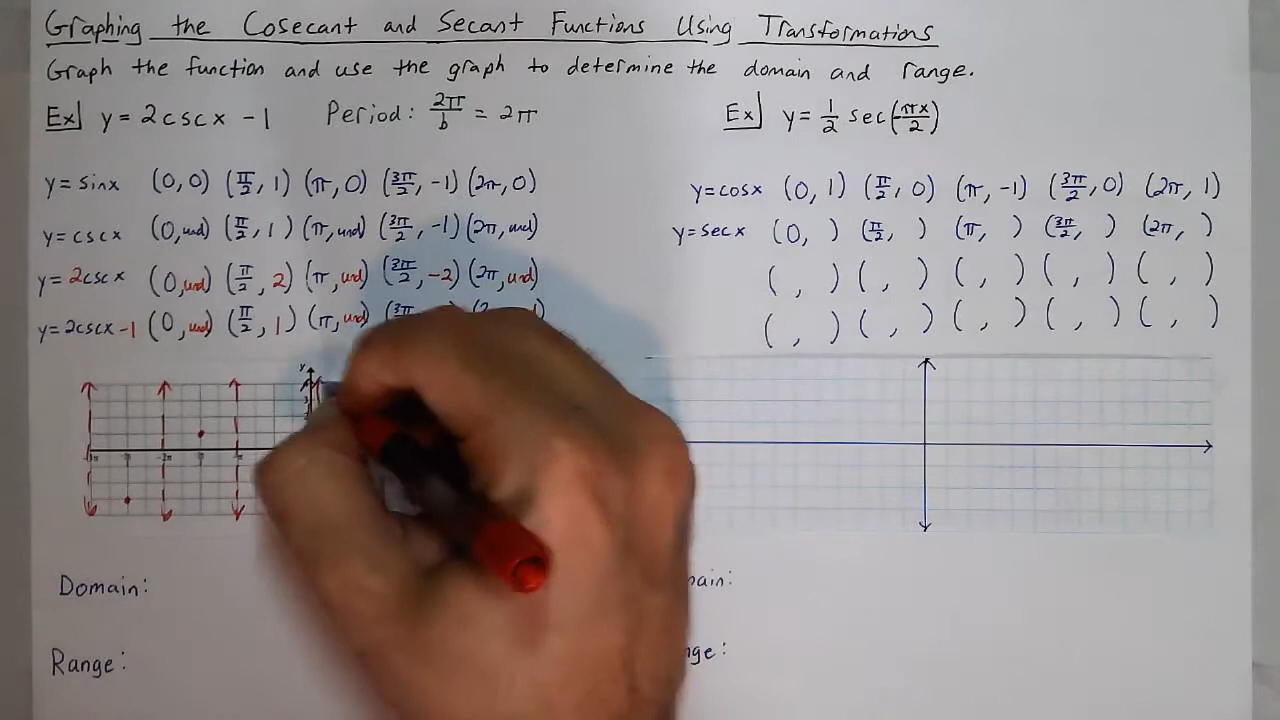 Graphing the Cosecant and Secant Functions Using Transformations
Graph the function and use the graph to determine the domain and range.
Ex] y = 2cscx -1 Period: 2π/b = 2π
y = sinx (0, 0) (π/2, 1) (π, 0) (3π/2, -1) (2π, 0)
y = cscx (0, und) (π/2, 1) (π, und) (3π/2, -1) (2π, und)
y = 2cscx (0, und) (π/2, 2) (π, und) (3π/2, -2) (2π, und)
y = 2cscx -1 (0, und) (π/2, 1) (π, und)
y
Domain:
Range:
Ex] y = 1/2 sec(πx/2)
y = cosx (0, 1) (π/2, 0) (π, -1) (3π/2, 0) (2π, 1)
y = secx (0, ) (π/2, ) (π, ) (3π/2, ) (2π, )
( , ) ( , ) ( , ) ( , ) ( , )
( , ) ( , ) ( , ) ( , ) ( , )